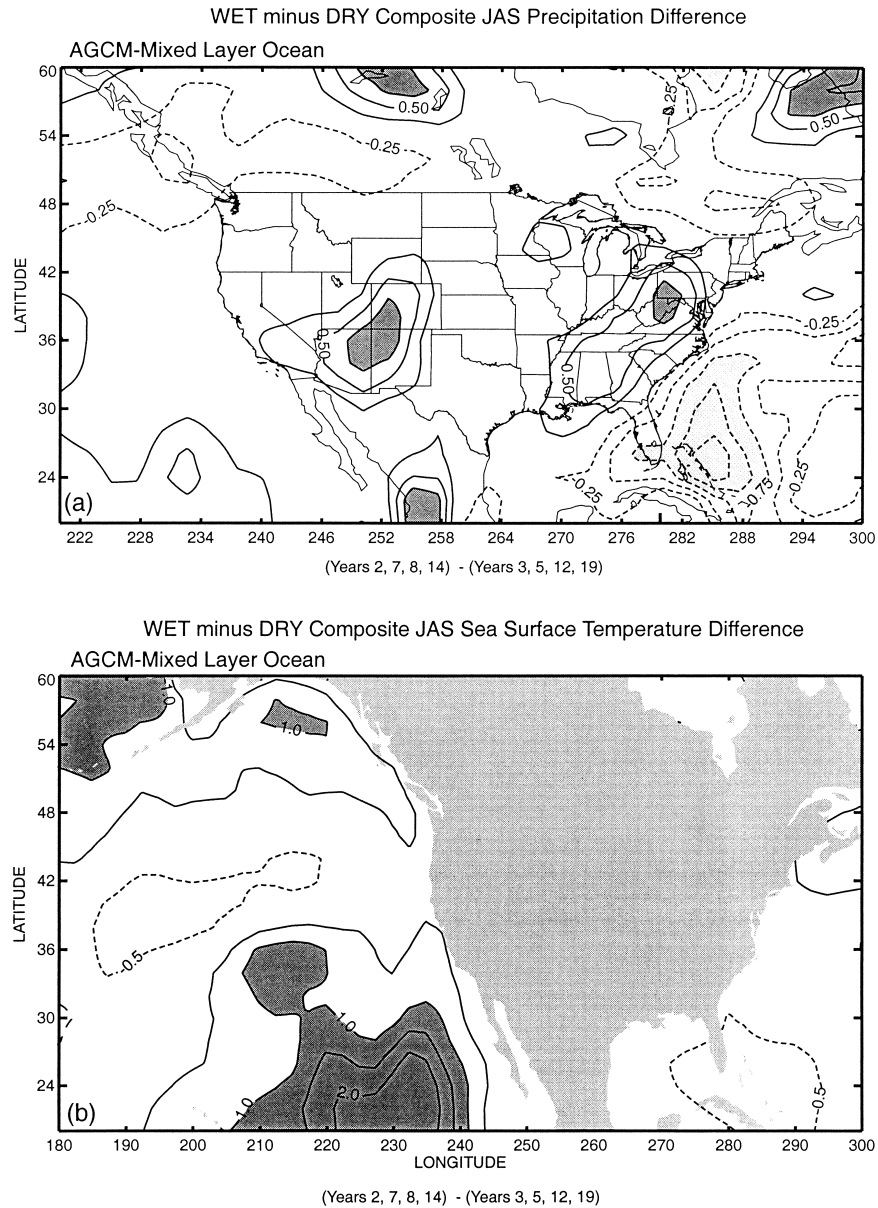 WET minus DRY Composite JAS Precipitation Difference
AGCM-Mixed Layer Ocean
60
54
48
42
36
30
24
LATITUDE
0.50
-0.25
0.50
-0.25
-0.25
-0.25
0.50
0.50
-0.25
-0.75
-0.25
(a)
222 228 234 240 246 252 258 264 270 276 282 288 294 300
(Years 2, 7, 8, 14) - (Years 3, 5, 12, 19)
WET minus DRY Composite JAS Sea Surface Temperature Difference
AGCM-Mixed Layer Ocean
60
54
48
42
36
30
24
LATITUDE
1.0
1.0
-0.5
1.0
2.0
1.0
-0.5
(b)
180 190 200 210 220 230 240 250 260 270 280 290 300
LONGITUDE
(Years 2, 7, 8, 14) - (Years 3, 5, 12, 19)